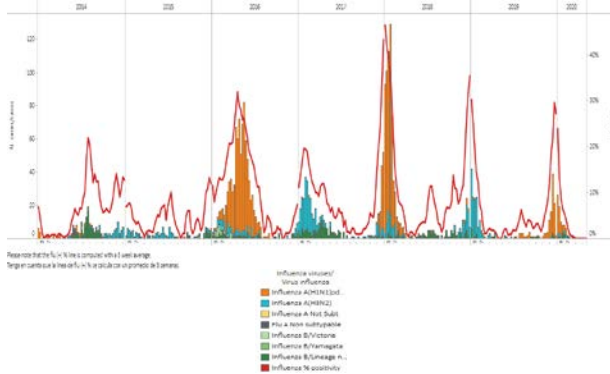 2014 2015 2016 2017 2018 2019 2020
120
100
80
60
40
20
0
40%
30%
20%
10%
0%
Please note that the flu (+) % line is computed with a 3 week average.
Tenga en cuenta que la línea de flu (+) % se calcula con un promedio de 3 semanas.
Influenza viruses/
Virus influenza
Influenza A(H1N1)pd..
Influenza A(H3N2)
Influenza A Not Subt
Flu A Non Subtypable
Influenza B/Victoria
Influenza B/Yamagata
Influenza B/Lineage n..
Influenza % positivity